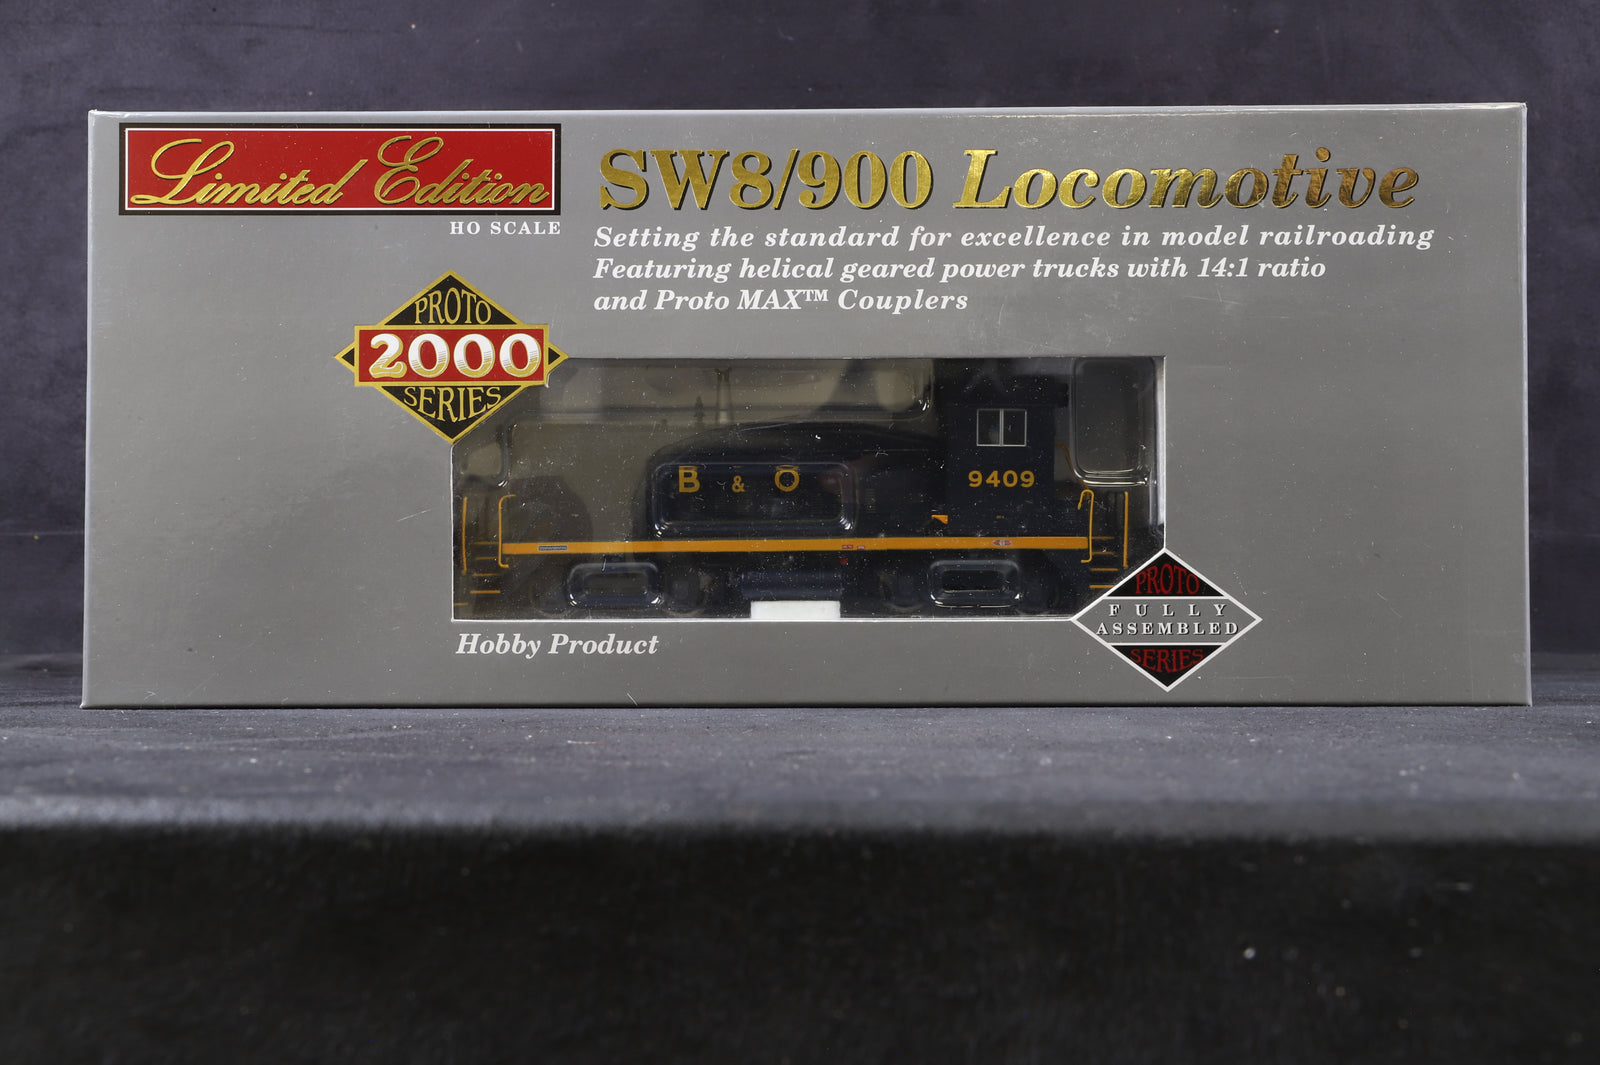 Limited Edition
HO SCALE
SW8/900 Locomotive
Setting the standard for excellence in model railroading
Featuring helical geared power trucks with 14:1 ratio
and Proto MAX™ Couplers
PROTO
2000
SERIES
B & O
9409
Hobby Product
PROTO
FULLY
ASSEMBLED
SERIES